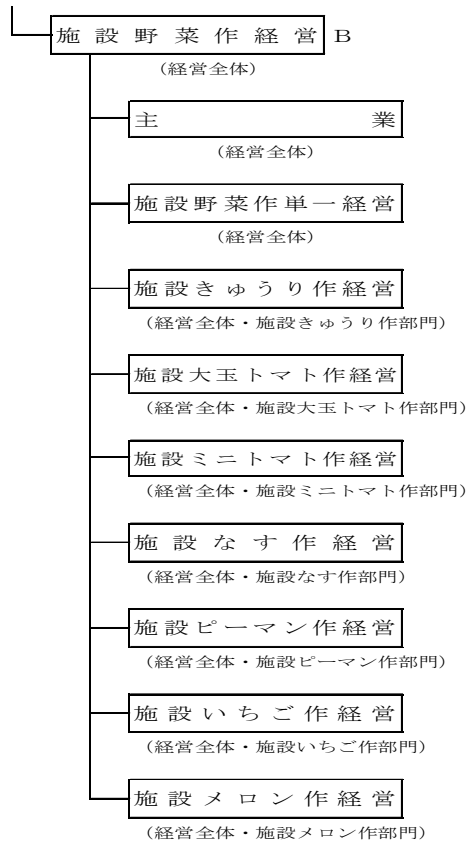 施設野菜作経営 B
（経営全体）
主業
（経営全体）
施設野菜作単一経営
（経営全体）
施設きゅうり作経営
（経営全体・施設きゅうり作部門）
施設大玉トマト作経営
（経営全体・施設大玉トマト作部門）
施設ミニトマト作経営
（経営全体・施設ミニトマト作部門）
施設なす作経営
（経営全体・施設なす作部門）
施設ピーマン作経営
（経営全体・施設ピーマン作部門）
施設いちご作経営
（経営全体・施設いちご作部門）
施設メロン作経営
（経営全体・施設メロン作部門）